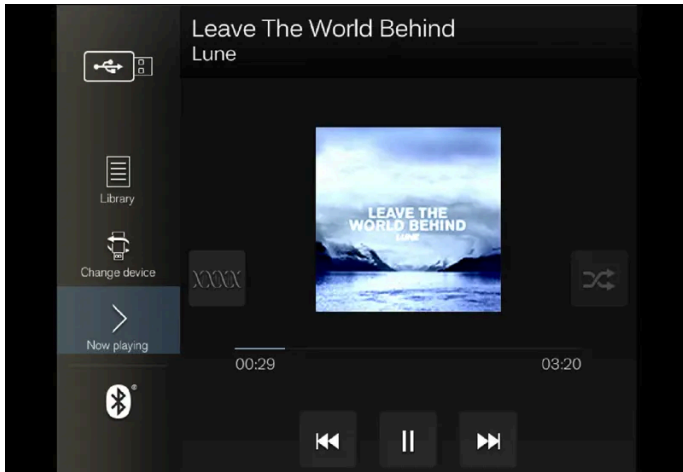 Leave The World Behind
Lune
LEAVE THE
WORLD BEHIND
LUNE
Library
Change device
Now playing
00:29
03:20